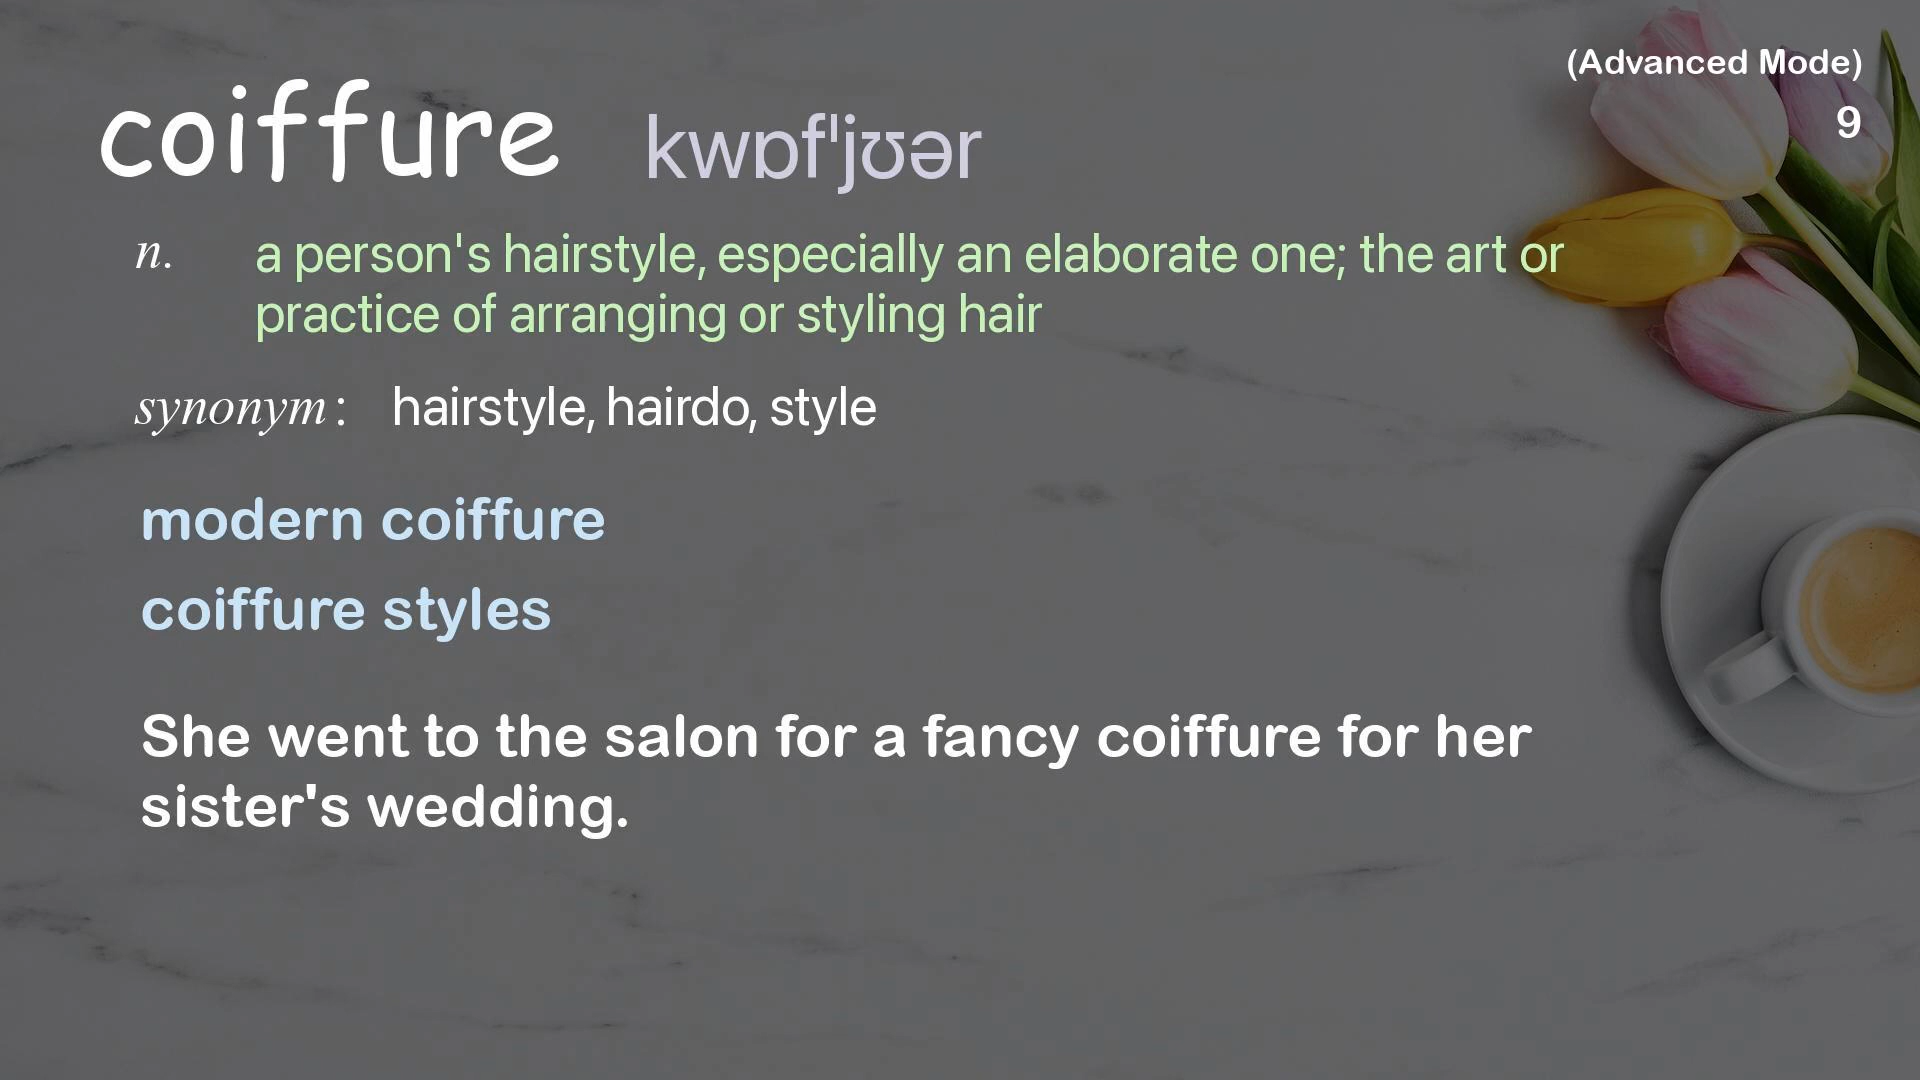 (Advanced Mode)
9
coiffure kwɒfˈjʊər
n. a person's hairstyle, especially an elaborate one; the art or
practice of arranging or styling hair
synonym: hairstyle, hairdo, style
modern coiffure
coiffure styles
She went to the salon for a fancy coiffure for her
sister's wedding.